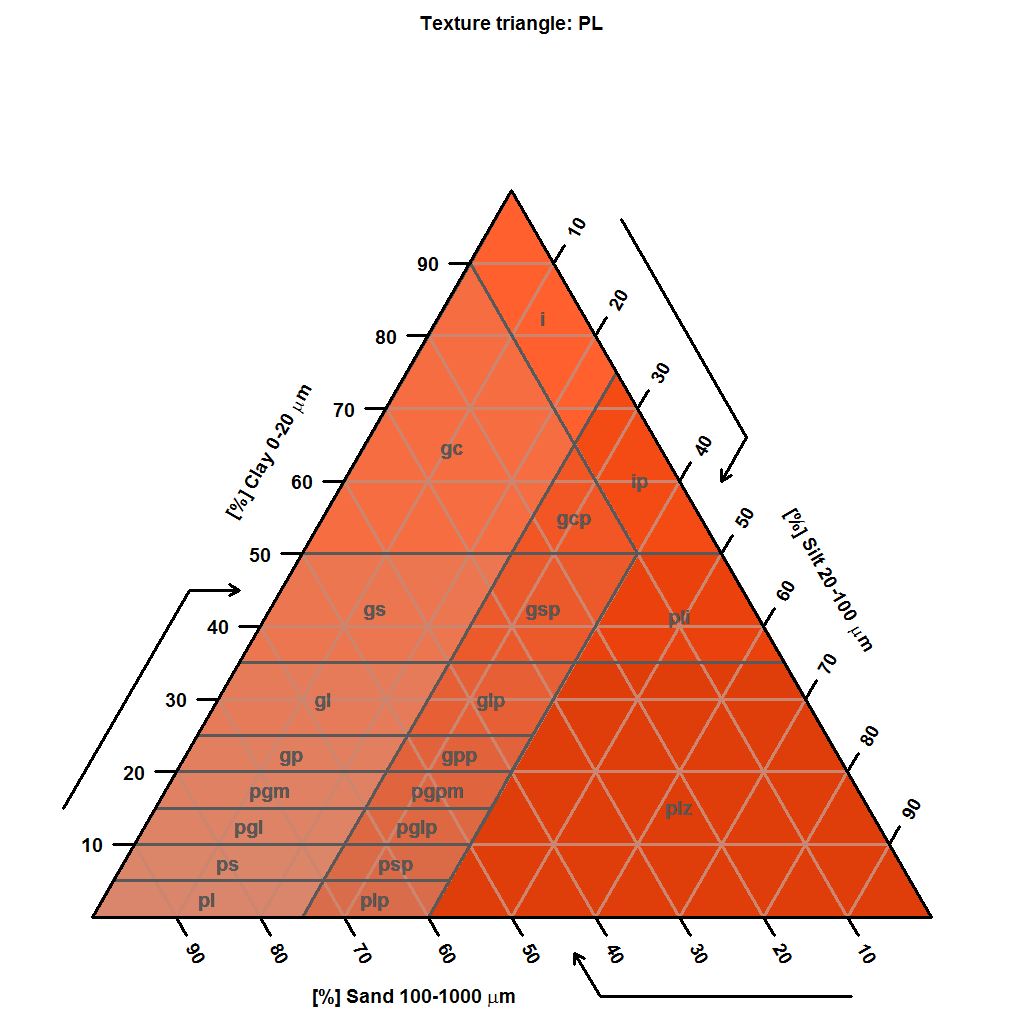 Texture triangle: PL
10
90
20
i
80
30
[%] Clay 0-20 μm
70
40
gc
60
ip
50
[%] Silt 20-100 μm
gcp
50
60
gs
gsp
pli
40
70
30
gl
glp
80
gp
gpp
20
pgm
pgpm
90
plz
pgl
pglp
10
ps
psp
pl
plp
90
80
70
60
50
40
30
20
10
[%] Sand 100-1000 μm